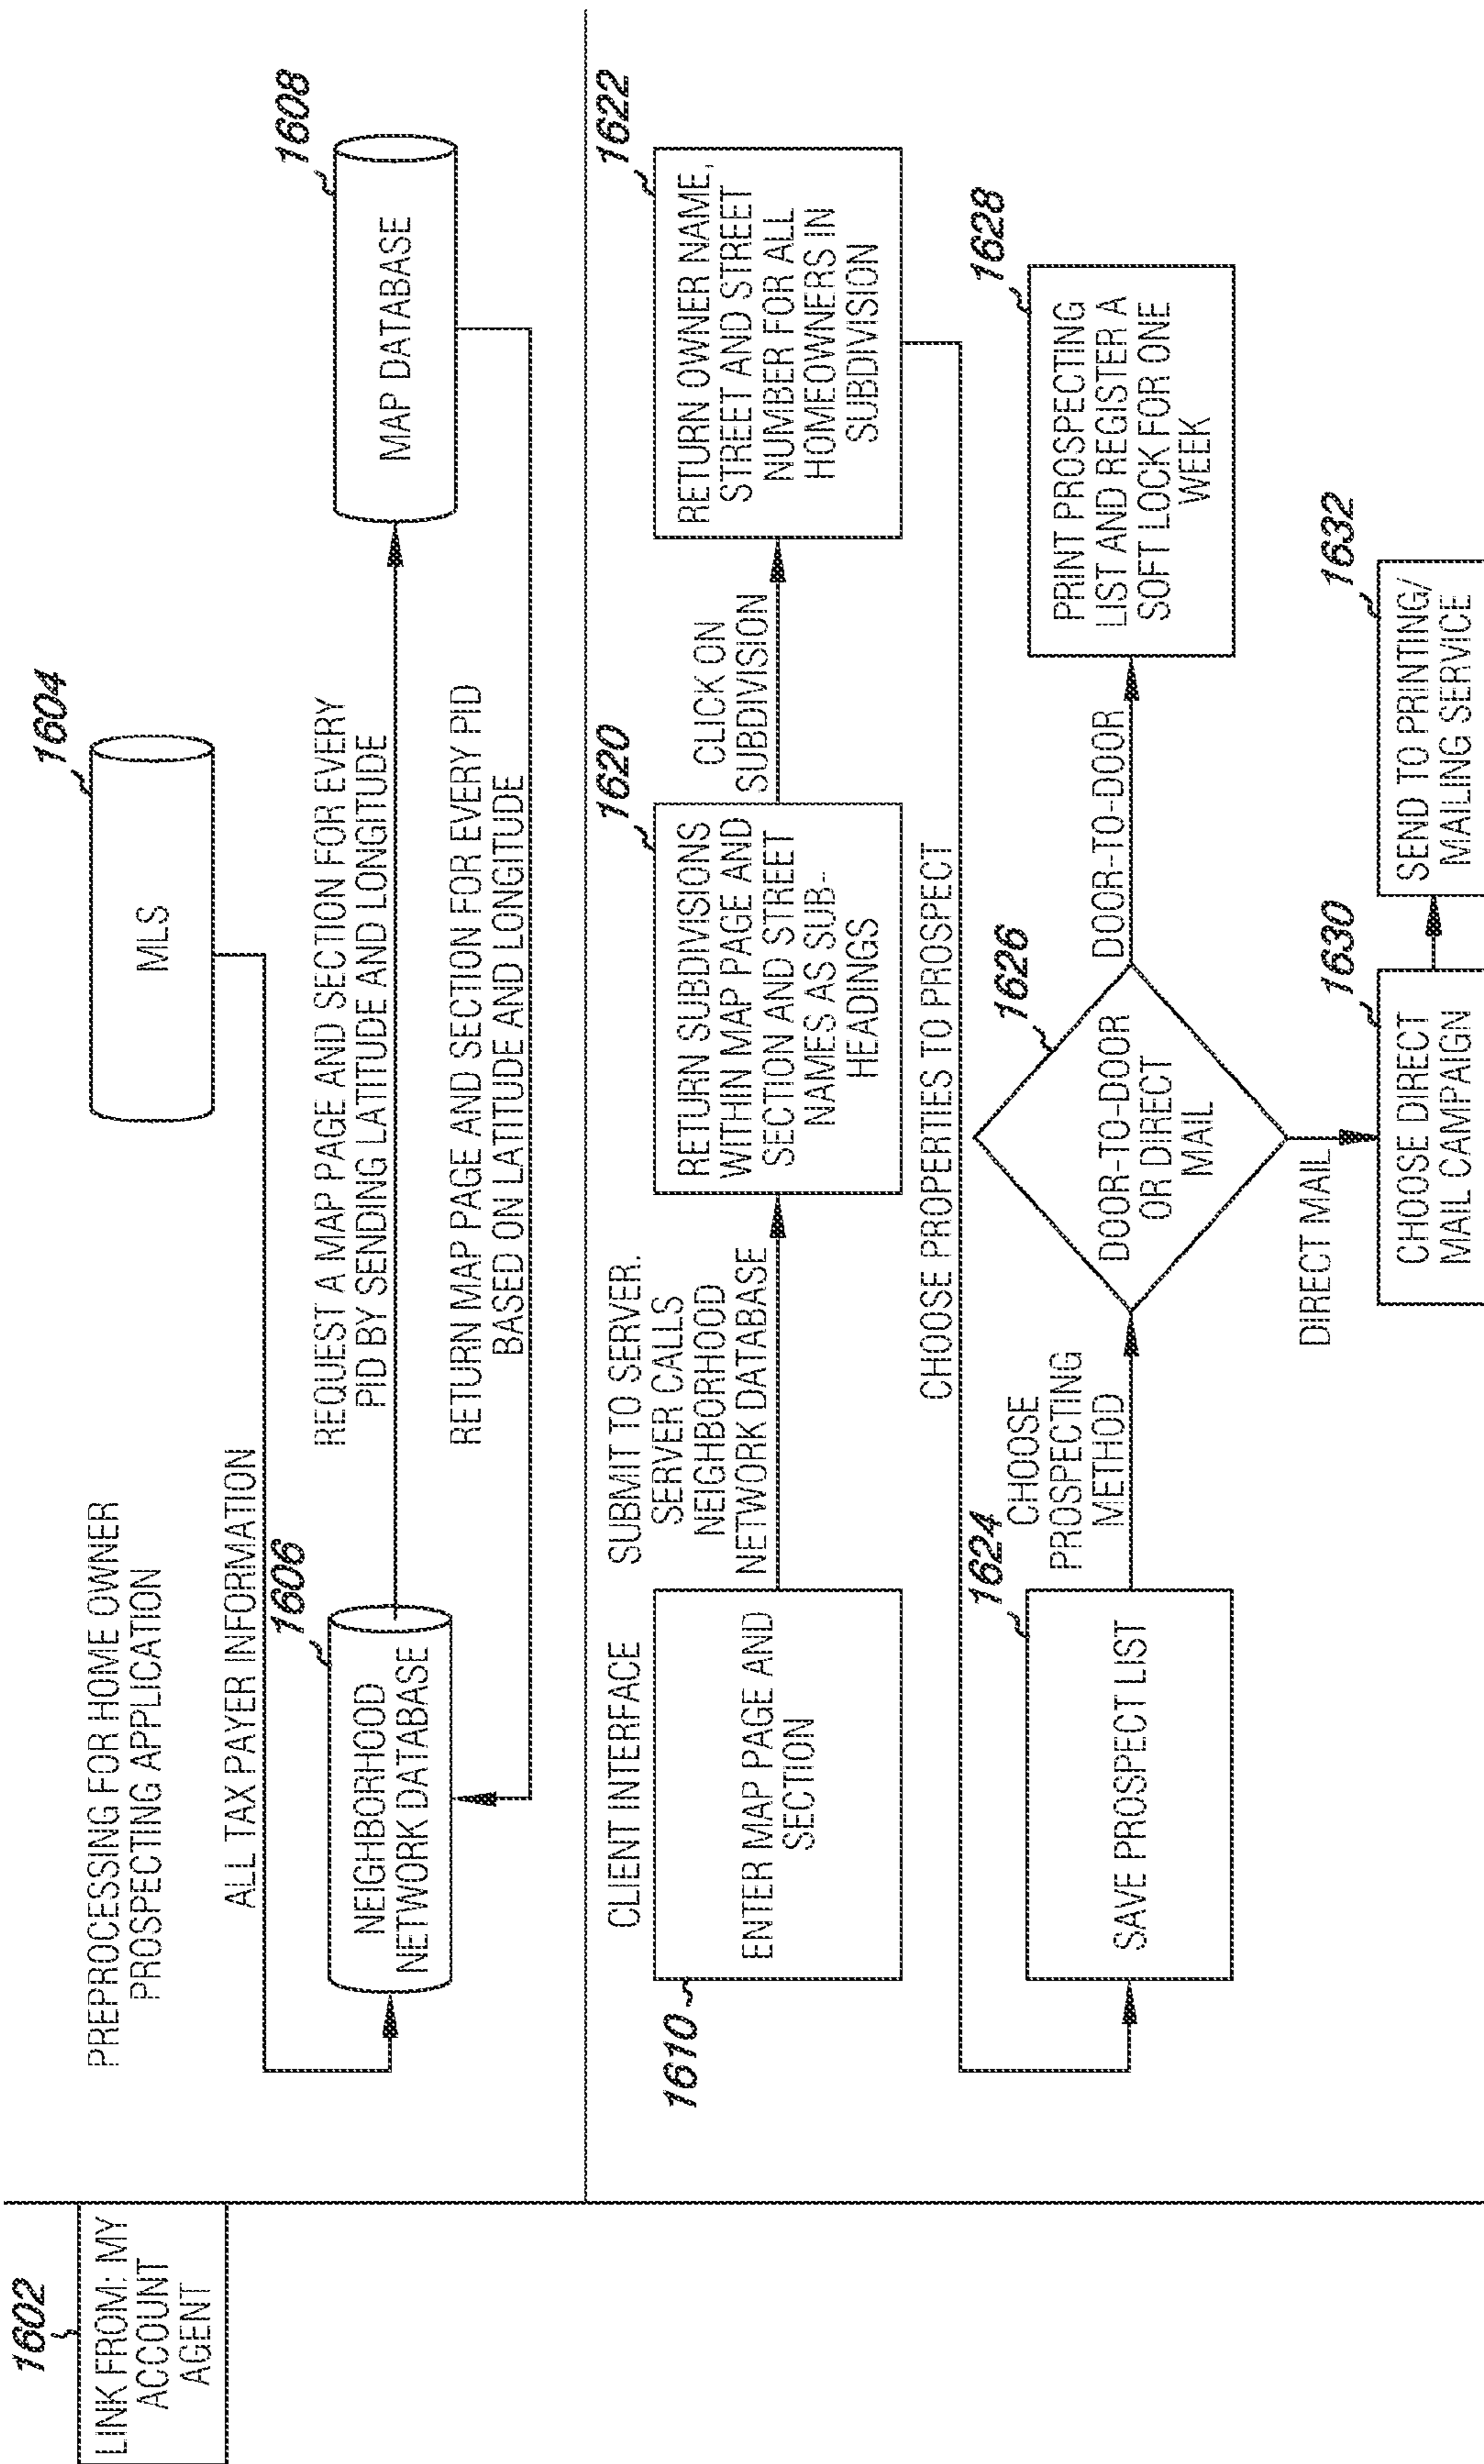 1602
LINK FROM: MY
ACCOUNT
AGENT
PREPROCESSING FOR HOME OWNER
PROSPECTING APPLICATION
1604
MLS
ALL TAX PAYER INFORMATION
1606
NEIGHBORHOOD
NETWORK DATABASE
REQUEST A MAP PAGE AND SECTION FOR EVERY
PID BY SENDING LATITUDE AND LONGITUDE
1608
MAP DATABASE
RETURN MAP PAGE AND SECTION FOR EVERY PID
BASED ON LATITUDE AND LONGITUDE
CLIENT INTERFACE
1610
ENTER MAP PAGE AND
SECTION
SUBMIT TO SERVER.
SERVER CALLS
NEIGHBORHOOD
NETWORK DATABASE
1620
RETURN SUBDIVISIONS
WITHIN MAP PAGE AND
SECTION AND STREET
NAMES AS SUB-
HEADINGS
CLICK ON
SUBDIVISION
1622
RETURN OWNER NAME,
STREET AND STREET
NUMBER FOR ALL
HOMEOWNERS IN
SUBDIVISION
CHOOSE PROPERTIES TO PROSPECT
1624
SAVE PROSPECT LIST
CHOOSE
PROSPECTING
METHOD
1626
DOOR-TO-DOOR
OR DIRECT
MAIL
DOOR-TO-DOOR
1628
PRINT PROSPECTING
LIST AND REGISTER A
SOFT LOCK FOR ONE
WEEK
DIRECT MAIL
1630
CHOOSE DIRECT
MAIL CAMPAIGN
1632
SEND TO PRINTING/
MAILING SERVICE